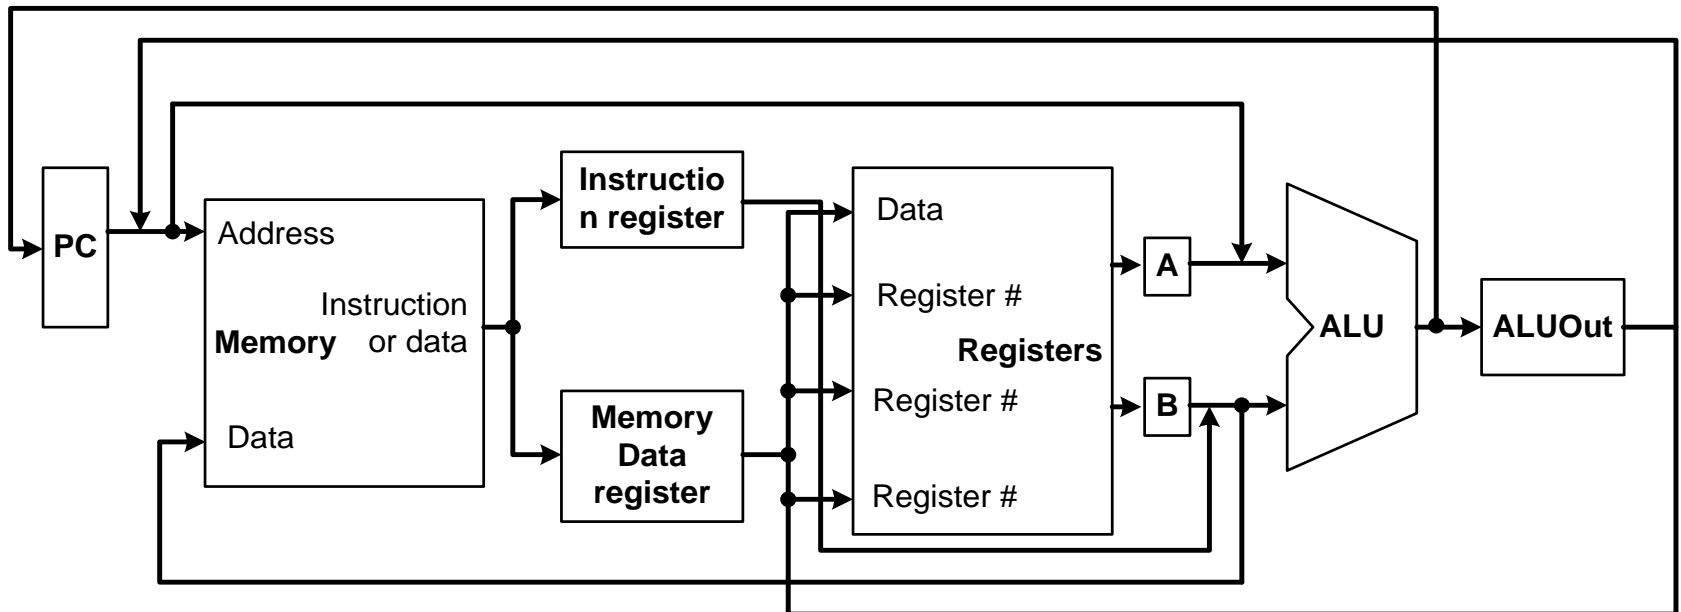 PC
Address
Instruction
or data
Memory
Data
Instructio
n register
Memory
Data
register
Data
Register #
Registers
Register #
Register #
A
B
ALU
ALUOut